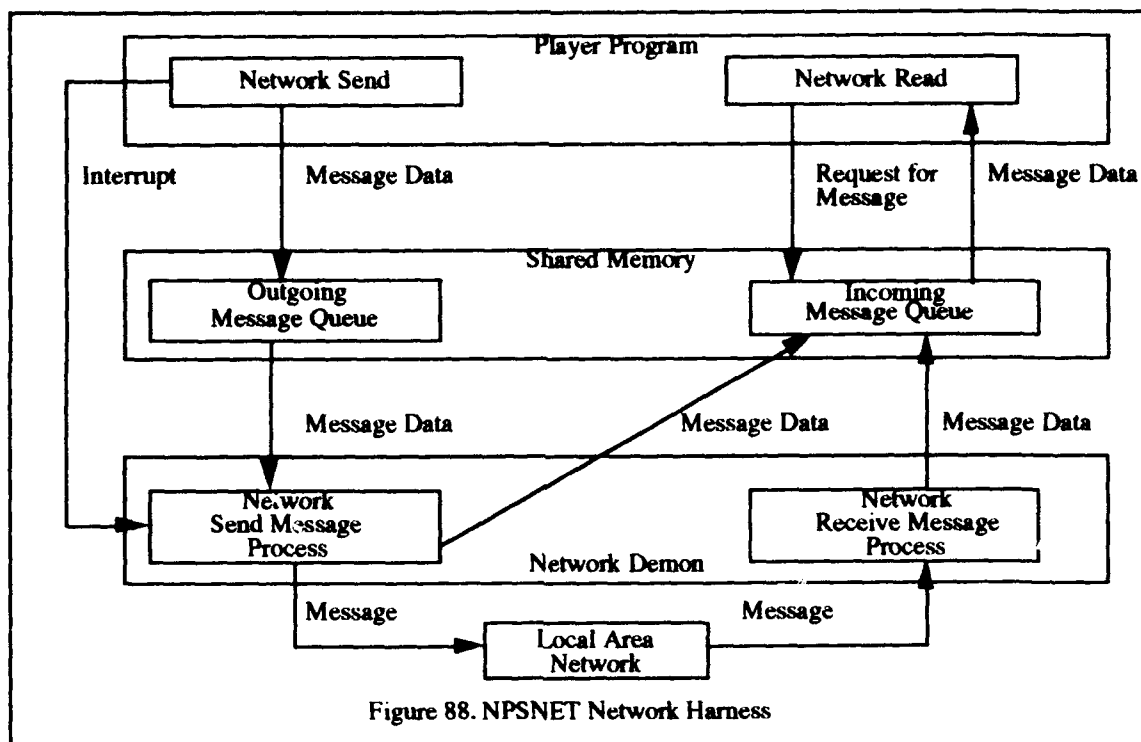 Player Program
Network Send
Network Read
Interrupt
Message Data
Request for
Message
Message Data
Shared Memory
Outgoing
Message Queue
Incoming
Message Queue
Message Data
Message Data
Message Data
Network
Send Message
Process
Network
Receive Message
Process
Network Demon
Message
Message
Local Area
Network
Figure 88. NPSNET Network Harness